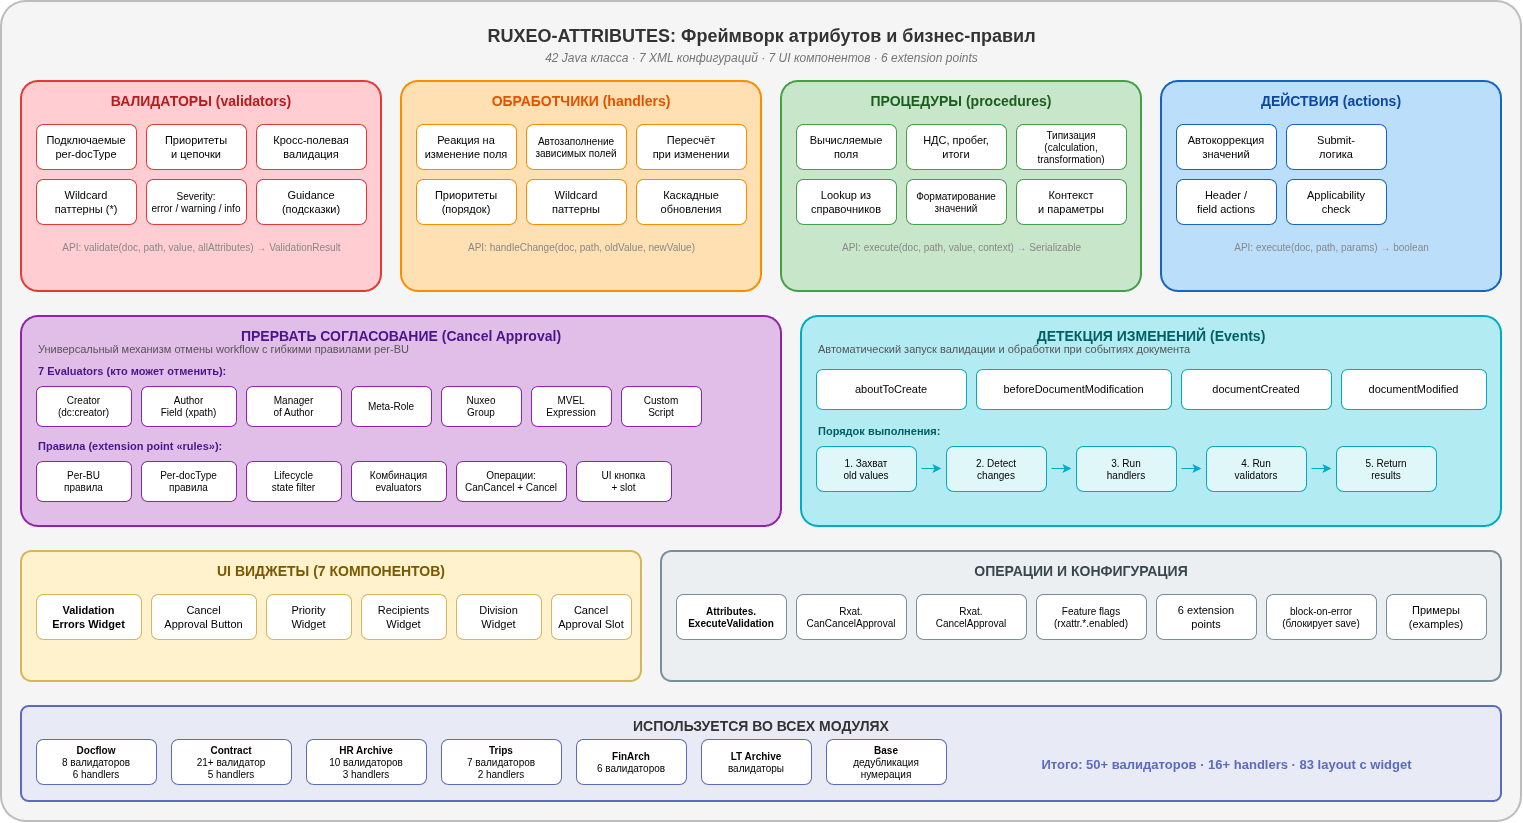 RUXEO-ATTRIBUTES: Фреймворк атрибутов и бизнес-правил
42 Java класса · 7 XML конфигураций · 7 UI компонентов · 6 extension points
ВАЛИДАТОРЫ (validators)
Подключаемые
per-docType
Приоритеты
и цепочки
Кросс-полевая
валидация
Wildcard
паттерны (*)
Severity:
error / warning / info
Guidance
(подсказки)
API: validate(doc, path, value, allAttributes) → ValidationResult
ОБРАБОТЧИКИ (handlers)
Реакция на
изменение поля
Автозаполнение
зависимых полей
Пересчёт
при изменении
Приоритеты
(порядок)
Wildcard
паттерны
Каскадные
обновления
API: handleChange(doc, path, oldValue, newValue)
ПРОЦЕДУРЫ (procedures)
Вычисляемые
поля
НДС, пробег,
итоги
Типизация
(calculation,
transformation)
Lookup из
справочников
Форматирование
значений
Контекст
и параметры
API: execute(doc, path, value, context) → Serializable
ДЕЙСТВИЯ (actions)
Автокоррекция
значений
Submit-
логика
Header /
field actions
Applicability
check
API: execute(doc, path, params) → boolean
ПРЕРВАТЬ СОГЛАСОВАНИЕ (Cancel Approval)
Универсальный механизм отмены workflow с гибкими правилами per-BU
7 Evaluators (кто может отменить):
Creator
(dc:creator)
Author
Field (xpath)
Manager
of Author
Meta-Role
Nuxeo
Group
MVEL
Expression
Custom
Script
Правила (extension point «rules»):
Per-BU
правила
Per-docType
правила
Lifecycle
state filter
Комбинация
evaluators
Операции:
CanCancel + Cancel
UI кнопка
+ slot
ДЕТЕКЦИЯ ИЗМЕНЕНИЙ (Events)
Автоматический запуск валидации и обработки при событиях документа
aboutToCreate
beforeDocumentModification
documentCreated
documentModified
Порядок выполнения:
1. Захват
old values
2. Detect
changes
3. Run
handlers
4. Run
validators
5. Return
results
UI ВИДЖЕТЫ (7 КОМПОНЕНТОВ)
Validation
Errors Widget
Cancel
Approval Button
Priority
Widget
Recipients
Widget
Division
Widget
Cancel
Approval Slot
ОПЕРАЦИИ И КОНФИГУРАЦИЯ
Attributes.
ExecuteValidation
Rxat.
CanCancelApproval
Rxat.
CancelApproval
Feature flags
(rxattr.*.enabled)
6 extension
points
block-on-error
(блокирует save)
Примеры
(examples)
ИСПОЛЬЗУЕТСЯ ВО ВСЕХ МОДУЛЯХ
Docflow
8 валидаторов
6 handlers
Contract
21+ валидатор
5 handlers
HR Archive
10 валидаторов
3 handlers
Trips
7 валидаторов
2 handlers
FinArch
6 валидаторов
LT Archive
валидаторы
Base
дедубликация
нумерация
Итого: 50+ валидаторов · 16+ handlers · 83 layout с widget